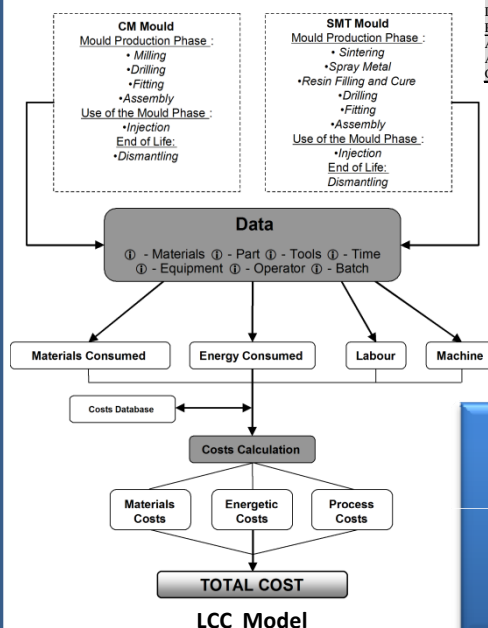 CM Mould
Mould Production Phase :
• Milling
• Drilling
• Fitting
•Assembly
Use of the Mould Phase :
•Injection
End of Life:
•Dismantling
SMT Mould
Mould Production Phase :
• Sintering
• Spray Metal
• Resin Filling and Cure
•Drilling
•Fitting
•Assembly
Use of the Mould Phase :
•Injection
End of Life:
Dismantling
Data
ⓘ - Materials ⓘ - Part ⓘ - Tools ⓘ - Time
ⓘ - Equipment ⓘ - Operator ⓘ - Batch
Materials Consumed
Energy Consumed
Labour
Machine
Costs Database
Costs Calculation
Materials
Costs
Energetic
Costs
Process
Costs
TOTAL COST
LCC Model